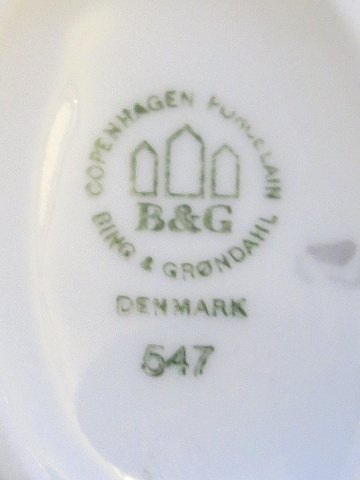 COPENHAGEN PORCELAIN
B&G
BING & GRØNDAHL
DENMARK
547